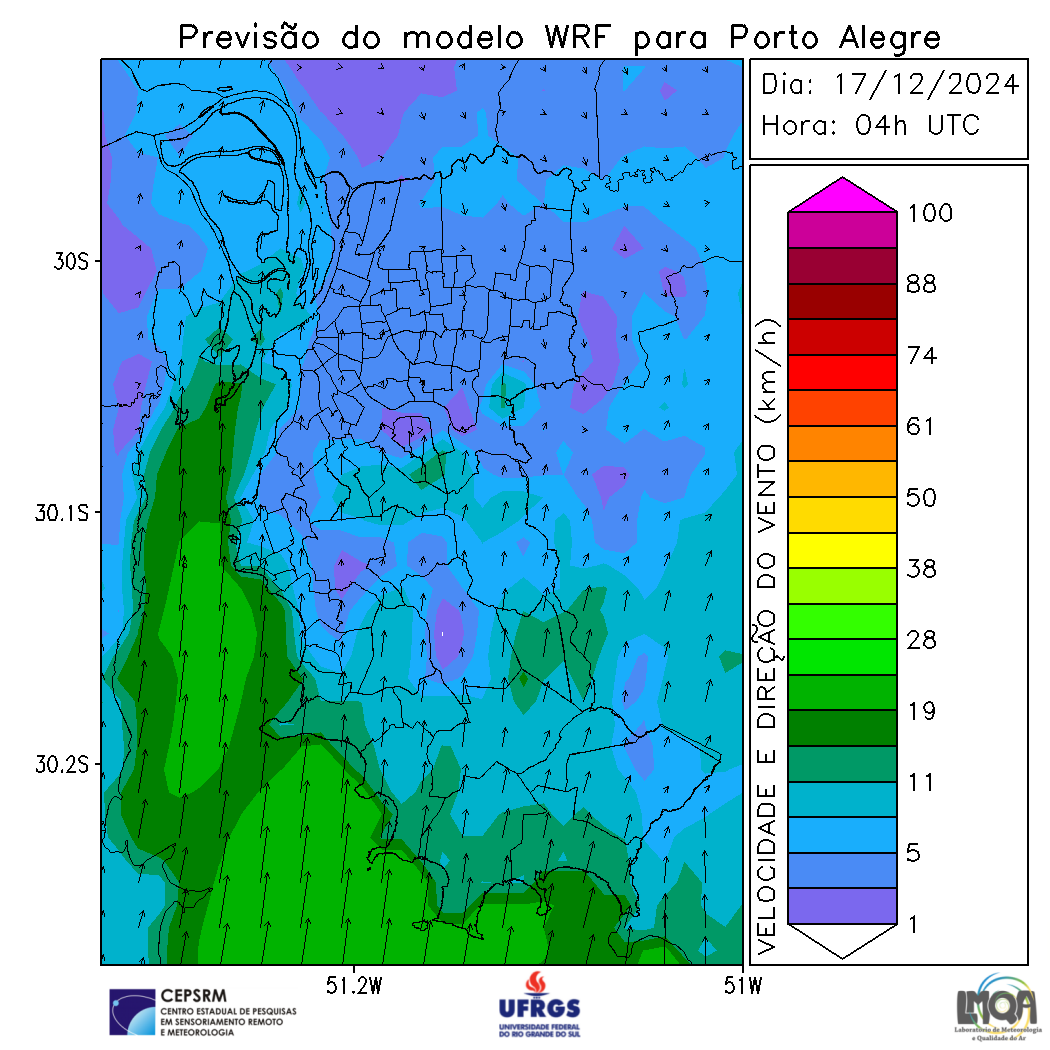 Previsão do modelo WRF para Porto Alegre
Dia: 17/12/2024
Hora: 04h UTC
30S
30.1S
30.2S
51.2W
51W
VELOCIDADE E DIREÇÃO DO VENTO (km/h)
100
88
74
61
50
38
28
19
11
5
1
CEPSRM
CENTRO ESTADUAL DE PESQUISAS
EM SENSORIAMENTO REMOTO
E METEOROLOGIA
UFRGS
UNIVERSIDADE FEDERAL
DO RIO GRANDE DO SUL
LMQA
Laboratório de Meteorologia
e Qualidade do Ar